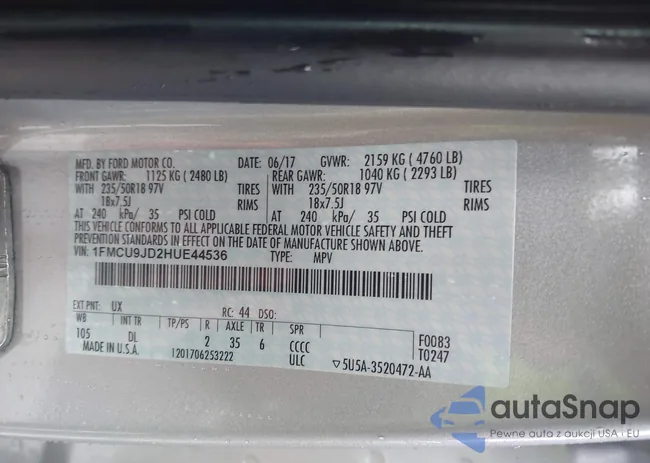 MFD. BY FORD MOTOR CO. 06/17 GVWR: 2159 KG ( 4760 LB)
FRONT GAWR: 1125 KG ( 2480 LB) REAR GAWR: 1040 KG ( 2293 LB)
WITH 235/50R18 97V TIRES WITH 235/50R18 97V TIRES
18x7.5J RIMS 18x7.5J RIMS
AT 240 kPa/ 35 PSI COLD AT 240 kPa/ 35 PSI COLD
THIS VEHICLE CONFORMS TO ALL APPLICABLE FEDERAL MOTOR VEHICLE SAFETY AND THEFT
PREVENTION STANDARDS IN EFFECT ON THE DATE OF MANUFACTURE SHOWN ABOVE.
VIN: 1FMCU9JD2HUE44536 TYPE: MPV
EXT PNT: UX RC: 44 DSO:
WB INT TR TP/PS R AXLE TR SPR
105 DL 2 35 6 CCCC F0083
MADE IN U.S.A. 1201706253222 ULC ▽5U5A-3520472-AA T0247
autaSnap
Pewne auta z aukcji USA i EU